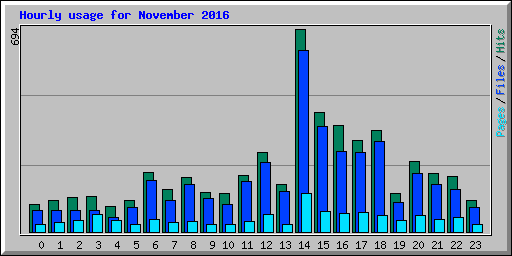 Hourly usage for November 2016
694
Pages / Files / Hits
0 1 2 3 4 5 6 7 8 9 10 11 12 13 14 15 16 17 18 19 20 21 22 23